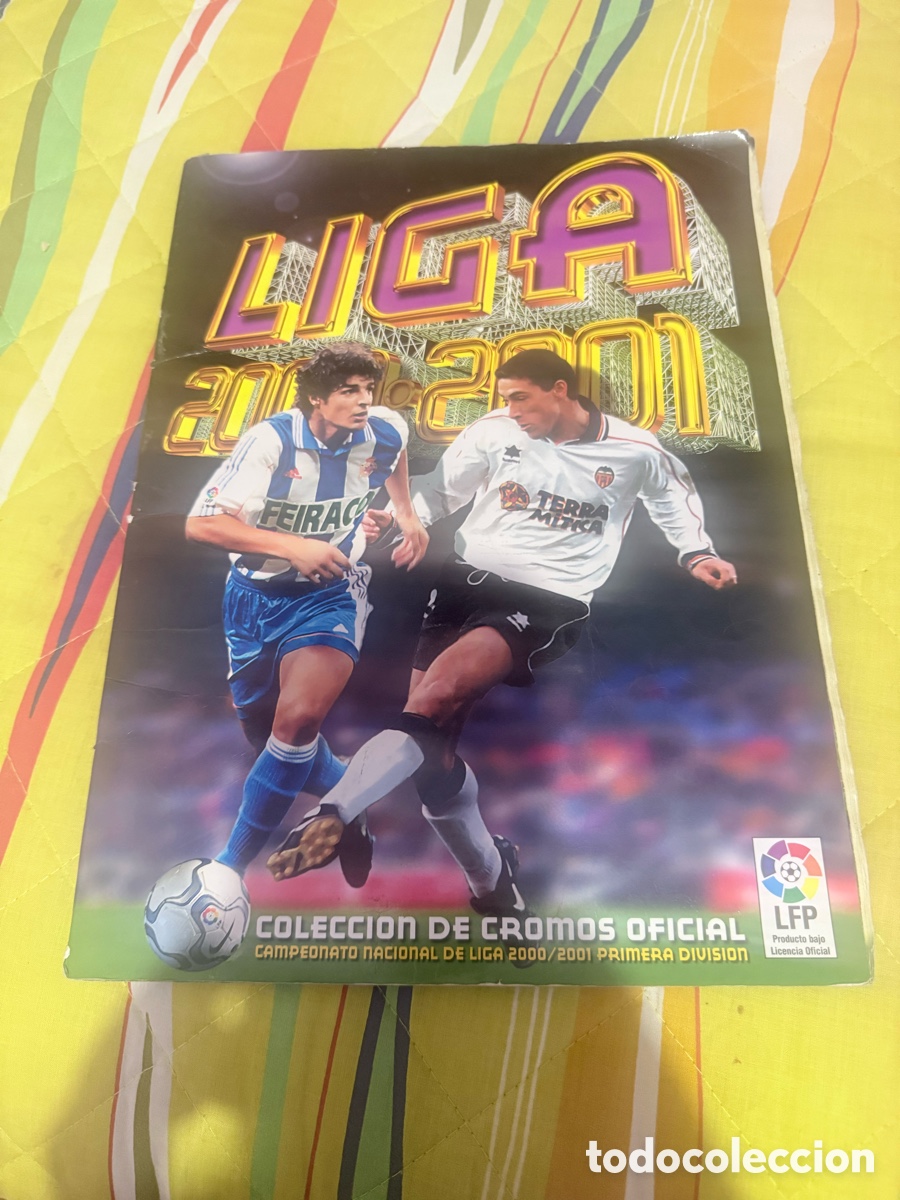 LIGA
2000-2001
FEIRACO
TERRA
MITICA
COLECCION DE CROMOS OFICIAL
CAMPEONATO NACIONAL DE LIGA 2000/2001 PRIMERA DIVISION
LFP
Producto bajo
Licencia Oficial
todocoleccion